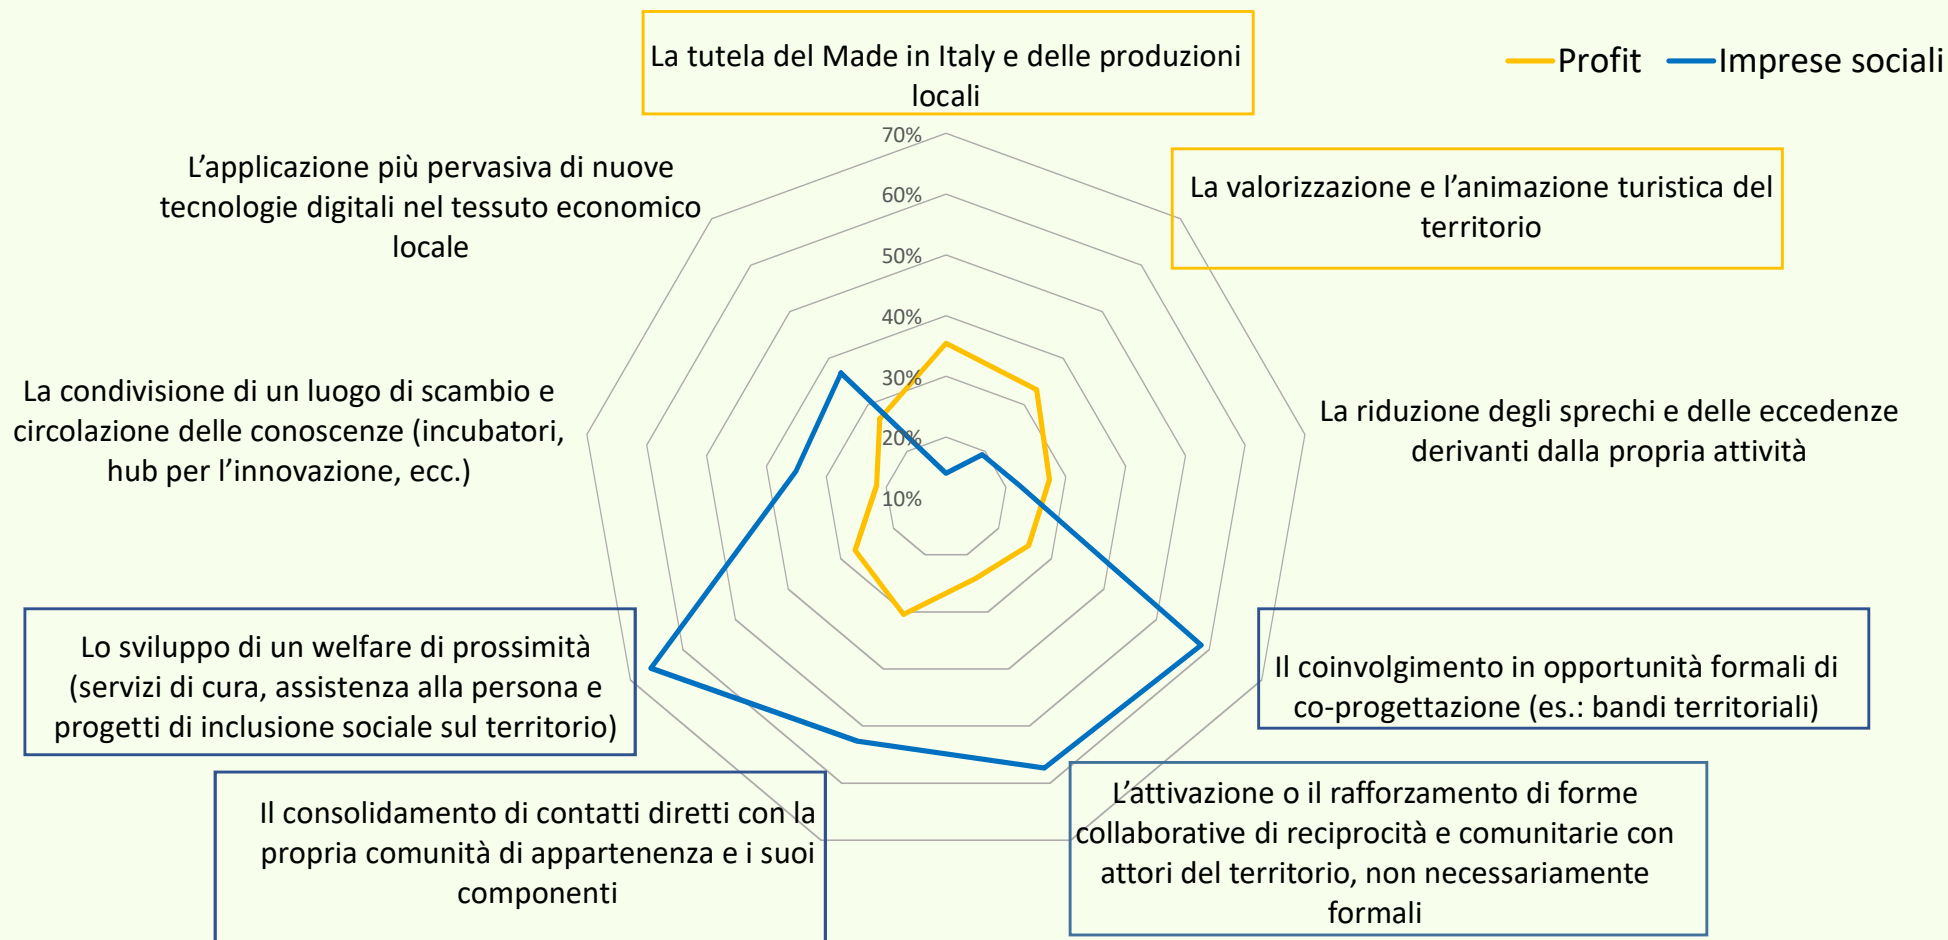 La tutela del Made in Italy e delle produzioni
locali
Profit
Imprese sociali
L’applicazione più pervasiva di nuove
tecnologie digitali nel tessuto economico
locale
La valorizzazione e l’animazione turistica del
territorio
70%
60%
50%
40%
30%
20%
10%
La condivisione di un luogo di scambio e
circolazione delle conoscenze (incubatori,
hub per l’innovazione, ecc.)
La riduzione degli sprechi e delle eccedenze
derivanti dalla propria attività
Lo sviluppo di un welfare di prossimità
(servizi di cura, assistenza alla persona e
progetti di inclusione sociale sul territorio)
Il coinvolgimento in opportunità formali di
co-progettazione (es.: bandi territoriali)
Il consolidamento di contatti diretti con la
propria comunità di appartenenza e i suoi
componenti
L’attivazione o il rafforzamento di forme
collaborative di reciprocità e comunitarie con
attori del territorio, non necessariamente
formali